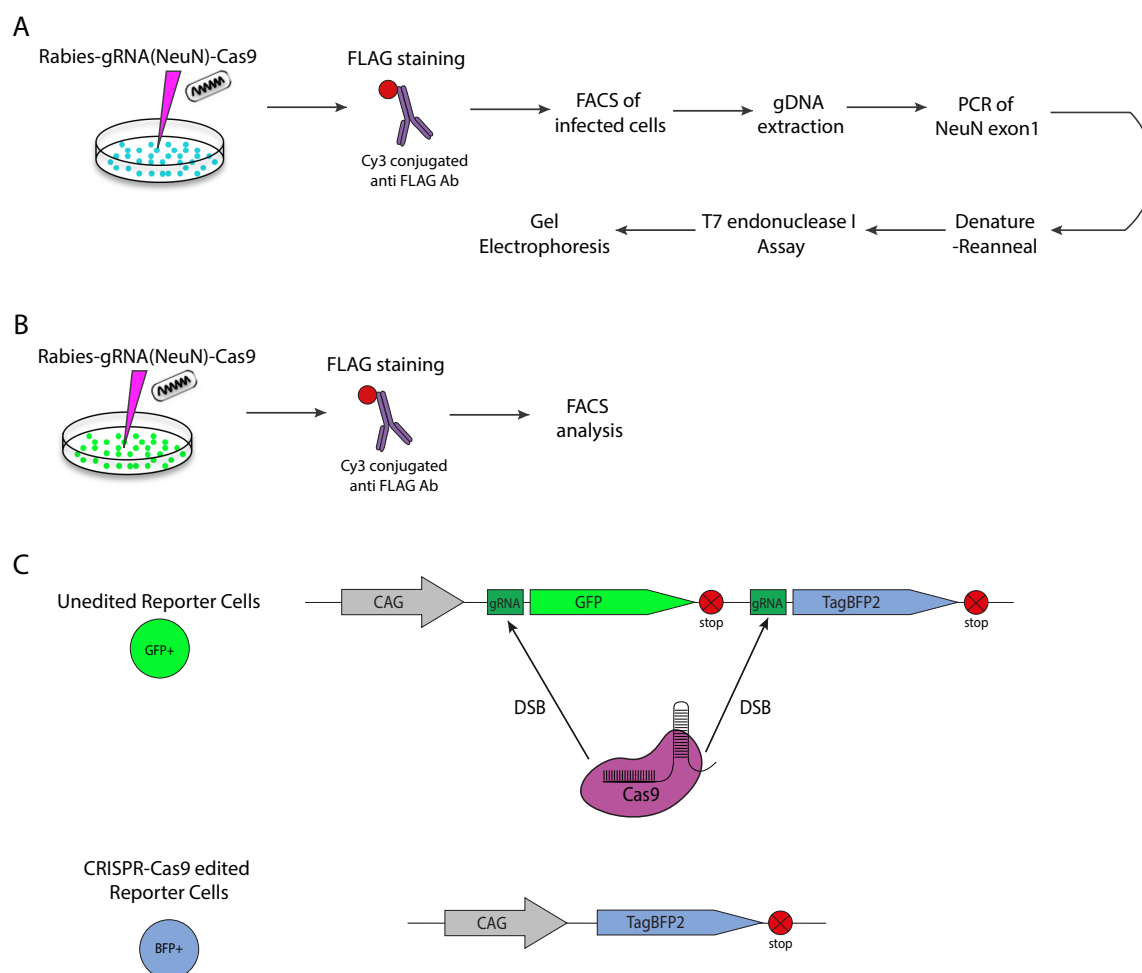 A
Rabies-gRNA(NeuN)-Cas9
FLAG staining
Cy3 conjugated
anti FLAG Ab
FACS of
infected cells
gDNA
extraction
PCR of
NeuN exon1
Denature
-Reanneal
T7 endonuclease I
Assay
Gel
Electrophoresis
B
Rabies-gRNA(NeuN)-Cas9
FLAG staining
Cy3 conjugated
anti FLAG Ab
FACS
analysis
C
Unedited Reporter Cells
GFP+
CAG
gRNA
GFP
stop
gRNA
TagBFP2
stop
DSB
DSB
Cas9
CRISPR-Cas9 edited
Reporter Cells
BFP+
CAG
TagBFP2
stop